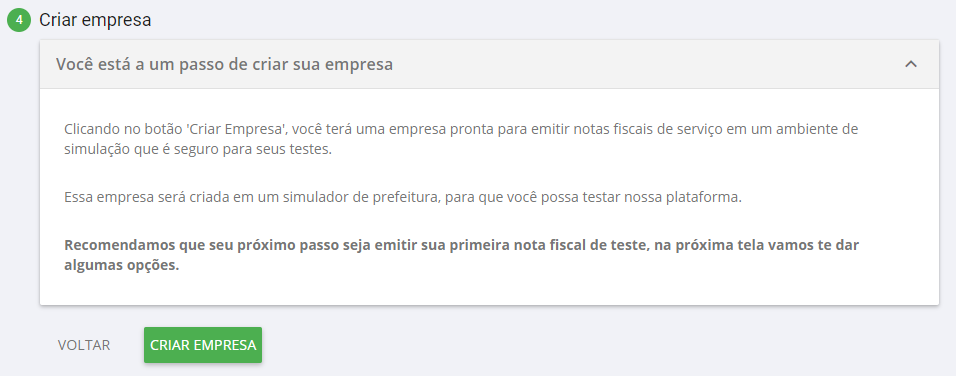 4 Criar empresa
Você está a um passo de criar sua empresa
Clicando no botão 'Criar Empresa', você terá uma empresa pronta para emitir notas fiscais de serviço em um ambiente de
simulação que é seguro para seus testes.
Essa empresa será criada em um simulador de prefeitura, para que você possa testar nossa plataforma.
Recomendamos que seu próximo passo seja emitir sua primeira nota fiscal de teste, na próxima tela vamos te dar
algumas opções.
VOLTAR CRIAR EMPRESA